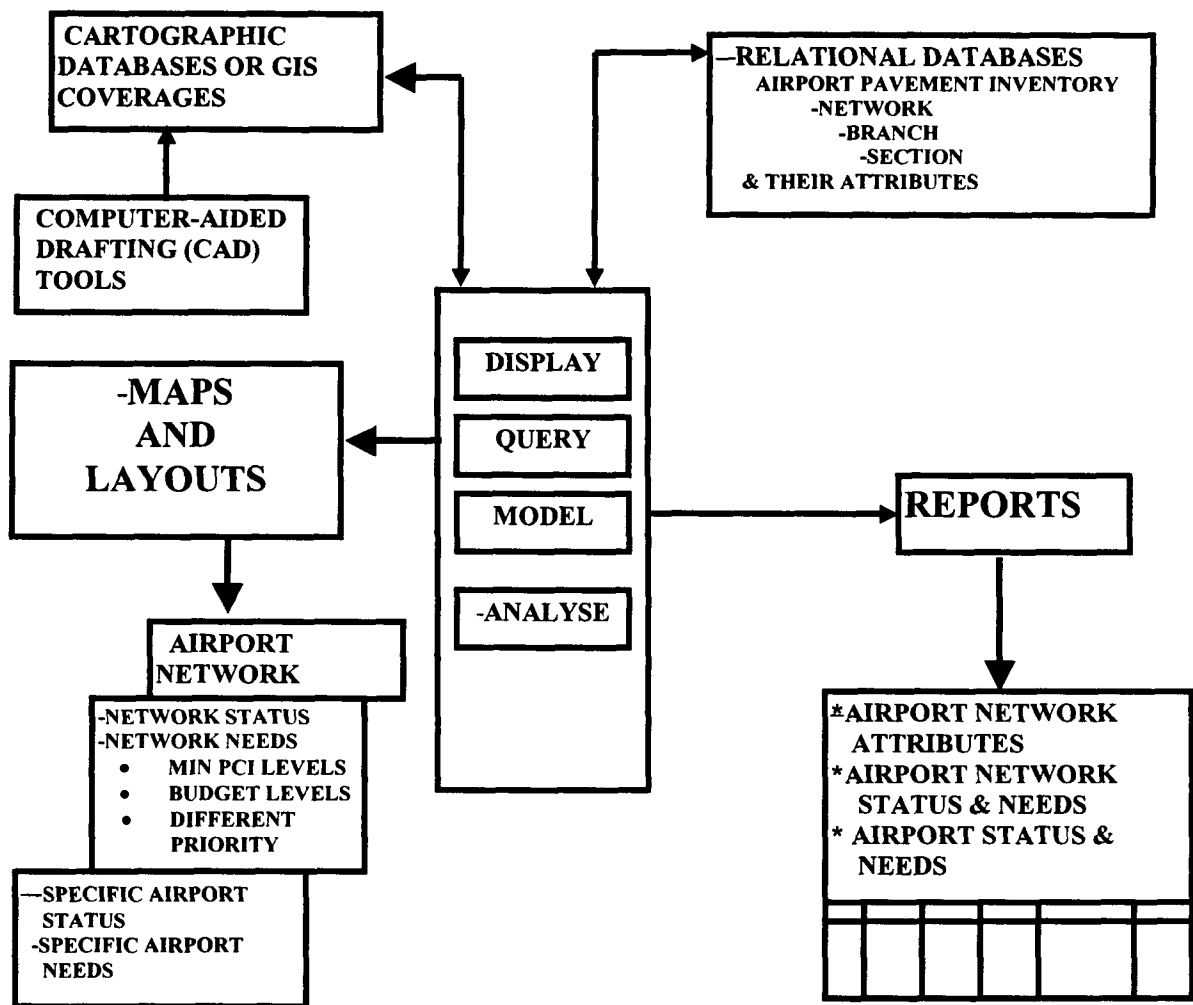 CARTOGRAPHIC
DATABASES OR GIS
COVERAGES
—RELATIONAL DATABASES
AIRPORT PAVEMENT INVENTORY
-NETWORK
-BRANCH
-SECTION
& THEIR ATTRIBUTES
COMPUTER-AIDED
DRAFTING (CAD)
TOOLS
DISPLAY
QUERY
MODEL
-ANALYSE
-MAPS
AND
LAYOUTS
REPORTS
AIRPORT
NETWORK
-NETWORK STATUS
-NETWORK NEEDS
• MIN PCI LEVELS
• BUDGET LEVELS
• DIFFERENT
PRIORITY
—SPECIFIC AIRPORT
STATUS
-SPECIFIC AIRPORT
NEEDS
*AIRPORT NETWORK
ATTRIBUTES
*AIRPORT NETWORK
STATUS & NEEDS
* AIRPORT STATUS &
NEEDS